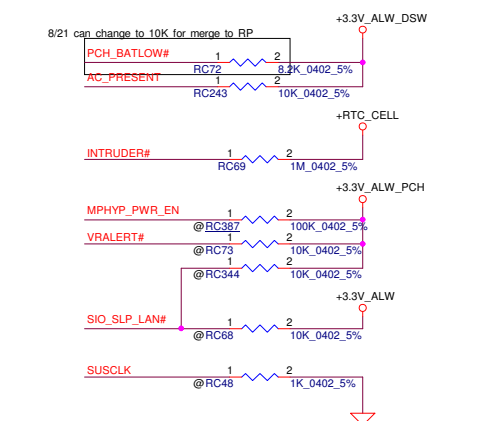 +3.3V_ALW_DSW
8/21 can change to 10K for merge to RP
PCH_BATLOW# 1 2
RC72 8.2K_0402_5%
AC_PRESENT 1 2
RC243 10K_0402_5%
+RTC_CELL
INTRUDER# 1 2
RC69 1M_0402_5%
+3.3V_ALW_PCH
MPHYP_PWR_EN 1 2
@RC387 100K_0402_5%
VRALERT# 1 2
@RC73 10K_0402_5%
1 2
@RC344 10K_0402_5%
+3.3V_ALW
SIO_SLP_LAN# 1 2
@RC68 10K_0402_5%
SUSCLK 1 2
@RC48 1K_0402_5%